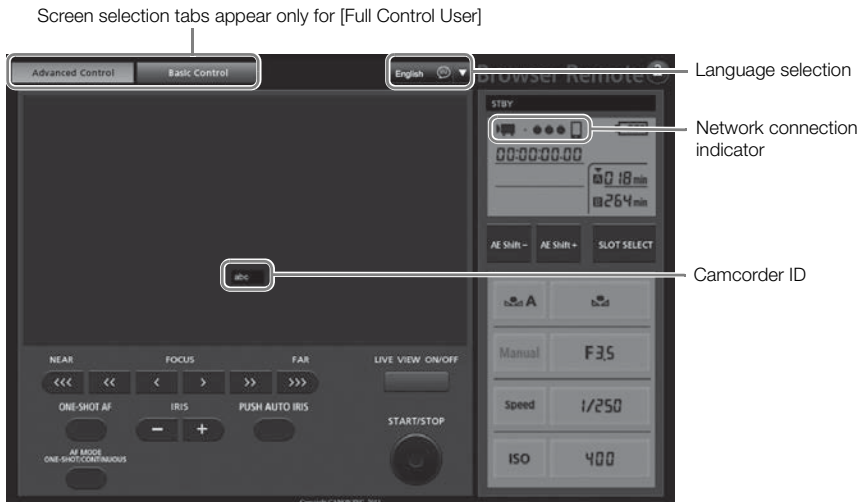 Screen selection tabs appear only for [Full Control User]
Advanced Control
Basic Control
English
Browser Remote
Language selection
STBY
Network connection
indicator
00:00:00.00
A 018 min
B 264 min
AE Shift –
AE Shift +
SLOT SELECT
abc
Camcorder ID
A
NEAR
FOCUS
FAR
LIVE VIEW ON/OFF
<<<
<<
<
>
>>
>>>
Manual
F3.5
ONE-SHOT AF
IRIS
PUSH AUTO IRIS
–
+
START/STOP
Speed
1/250
AF MODE
ONE-SHOT/CONTINUOUS
ISO
400